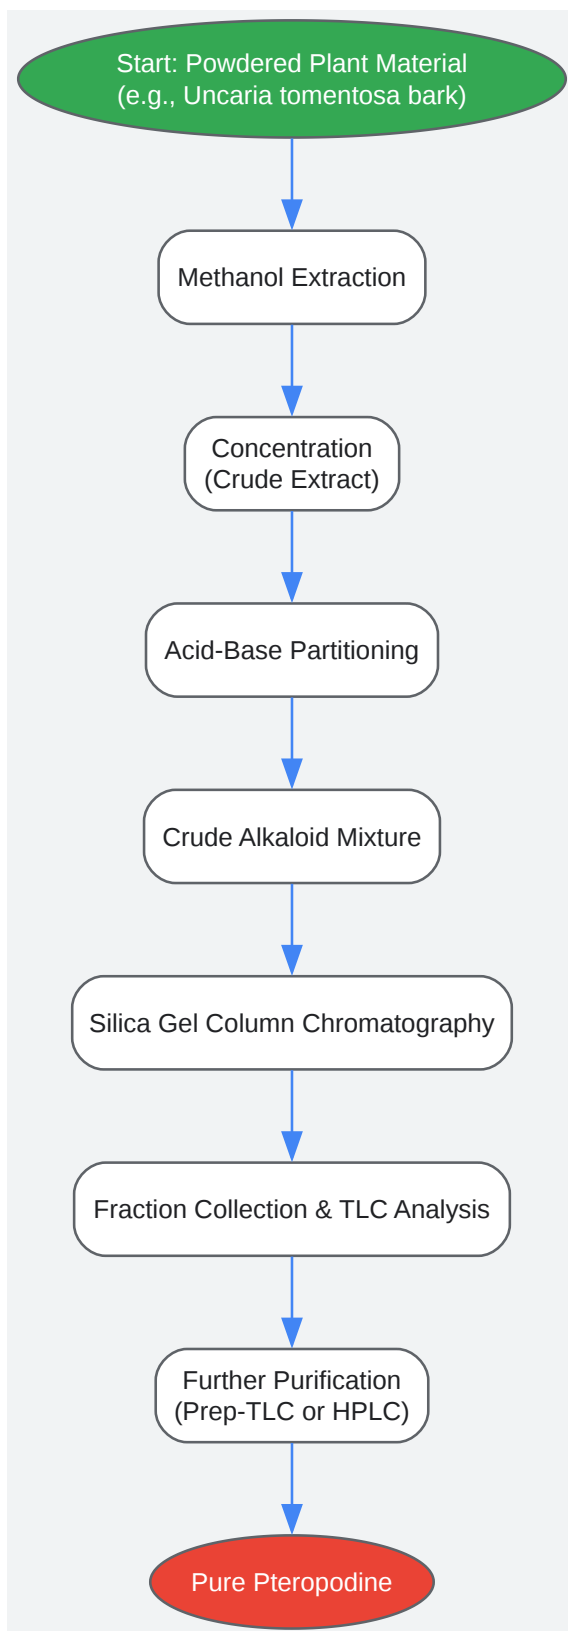 Start: Powdered Plant Material
(e.g., Uncaria tomentosa bark)
Methanol Extraction
Concentration
(Crude Extract)
Acid-Base Partitioning
Crude Alkaloid Mixture
Silica Gel Column Chromatography
Fraction Collection & TLC Analysis
Further Purification
(Prep-TLC or HPLC)
Pure Pteropodine